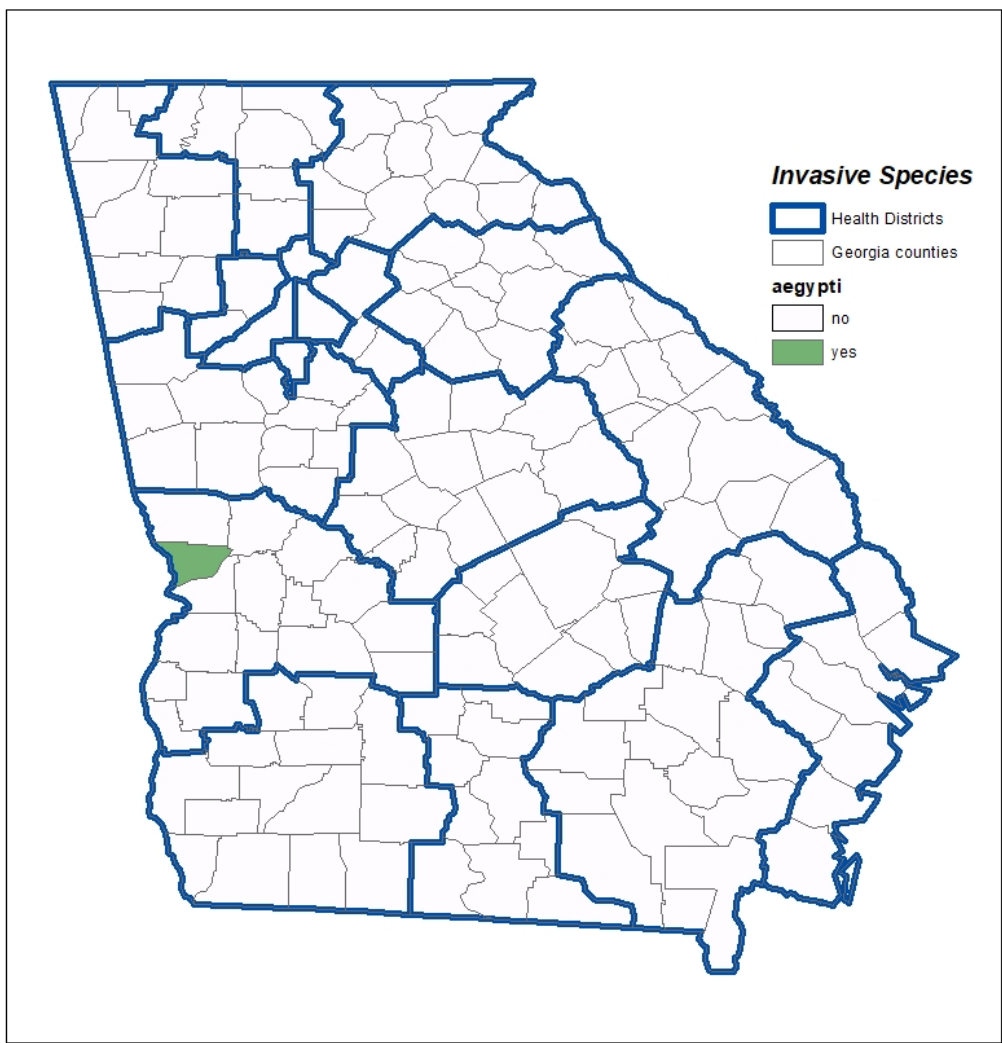 Invasive Species
Health Districts
Georgia counties
aegypti
no
yes